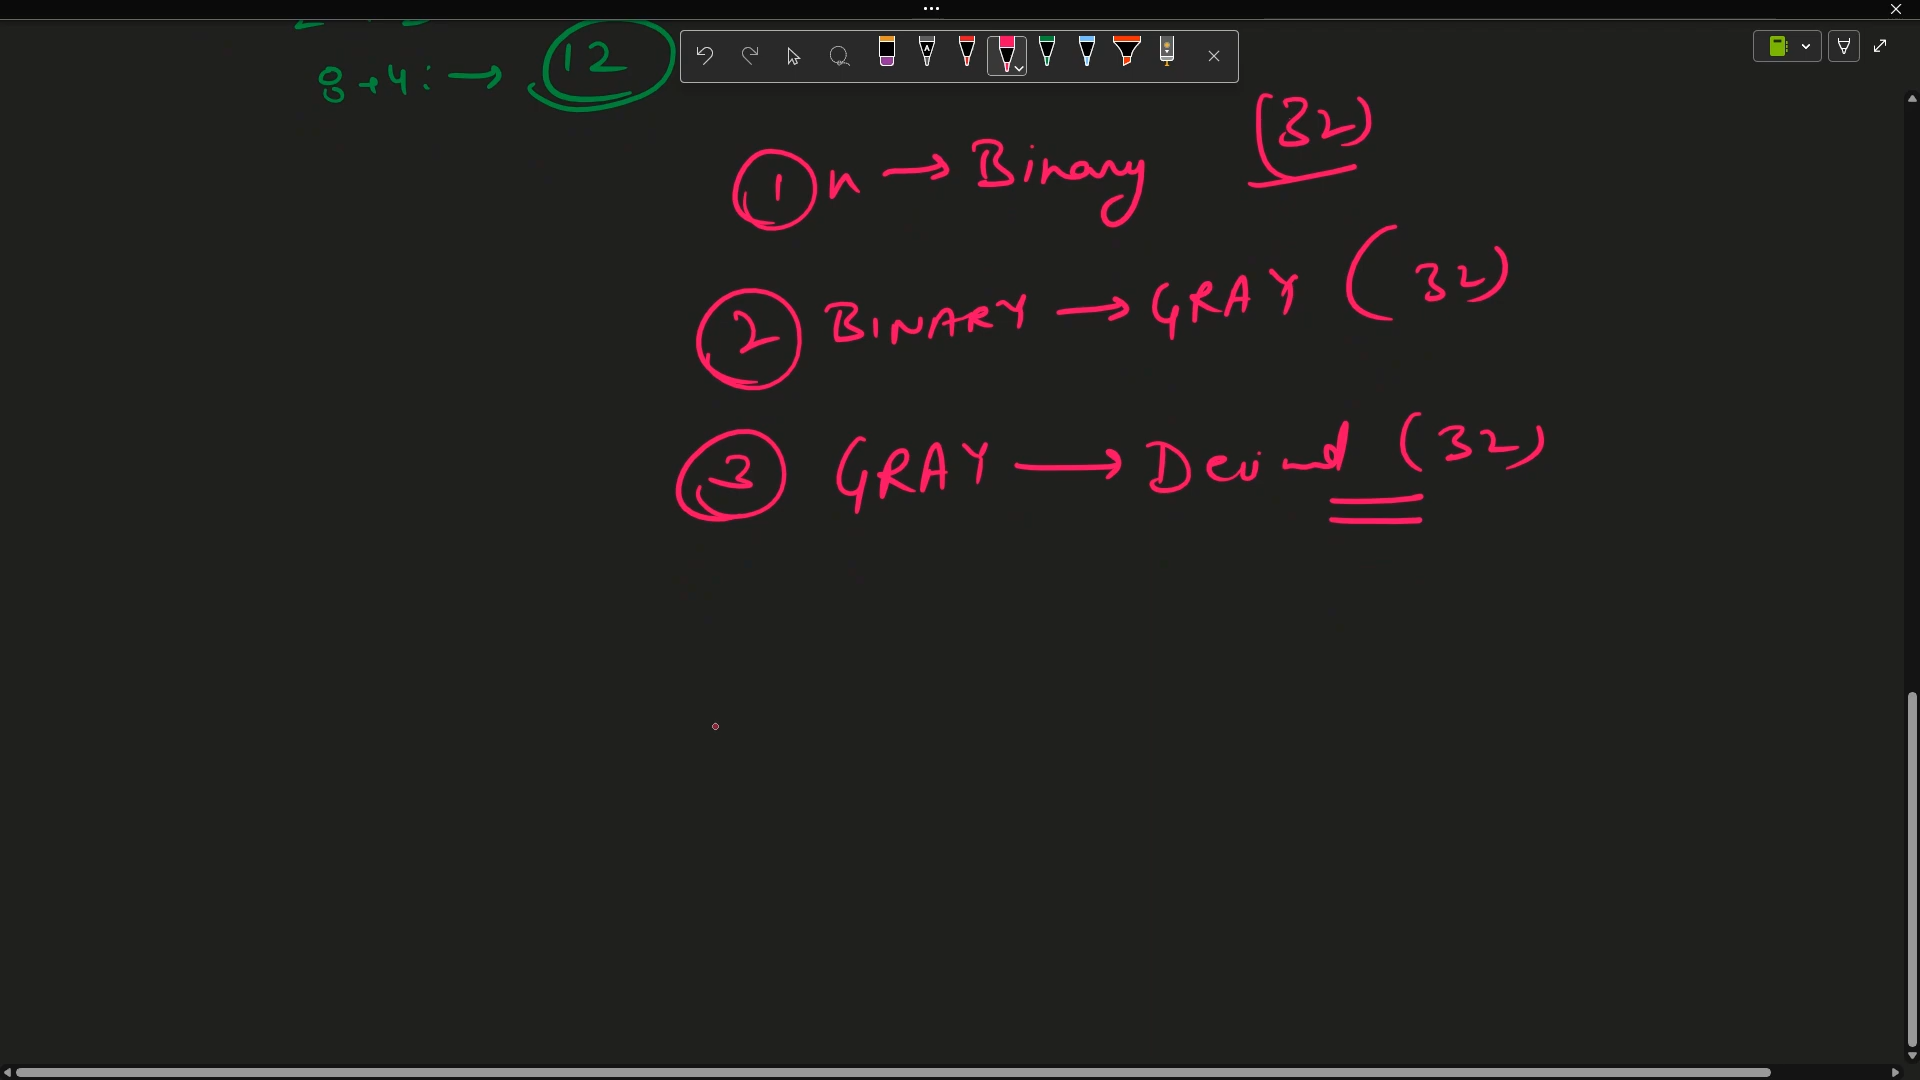 8 + 4 : → 12
① n → Binary (32)
② BINARY → GRAY (32)
③ GRAY → Decimal (32)